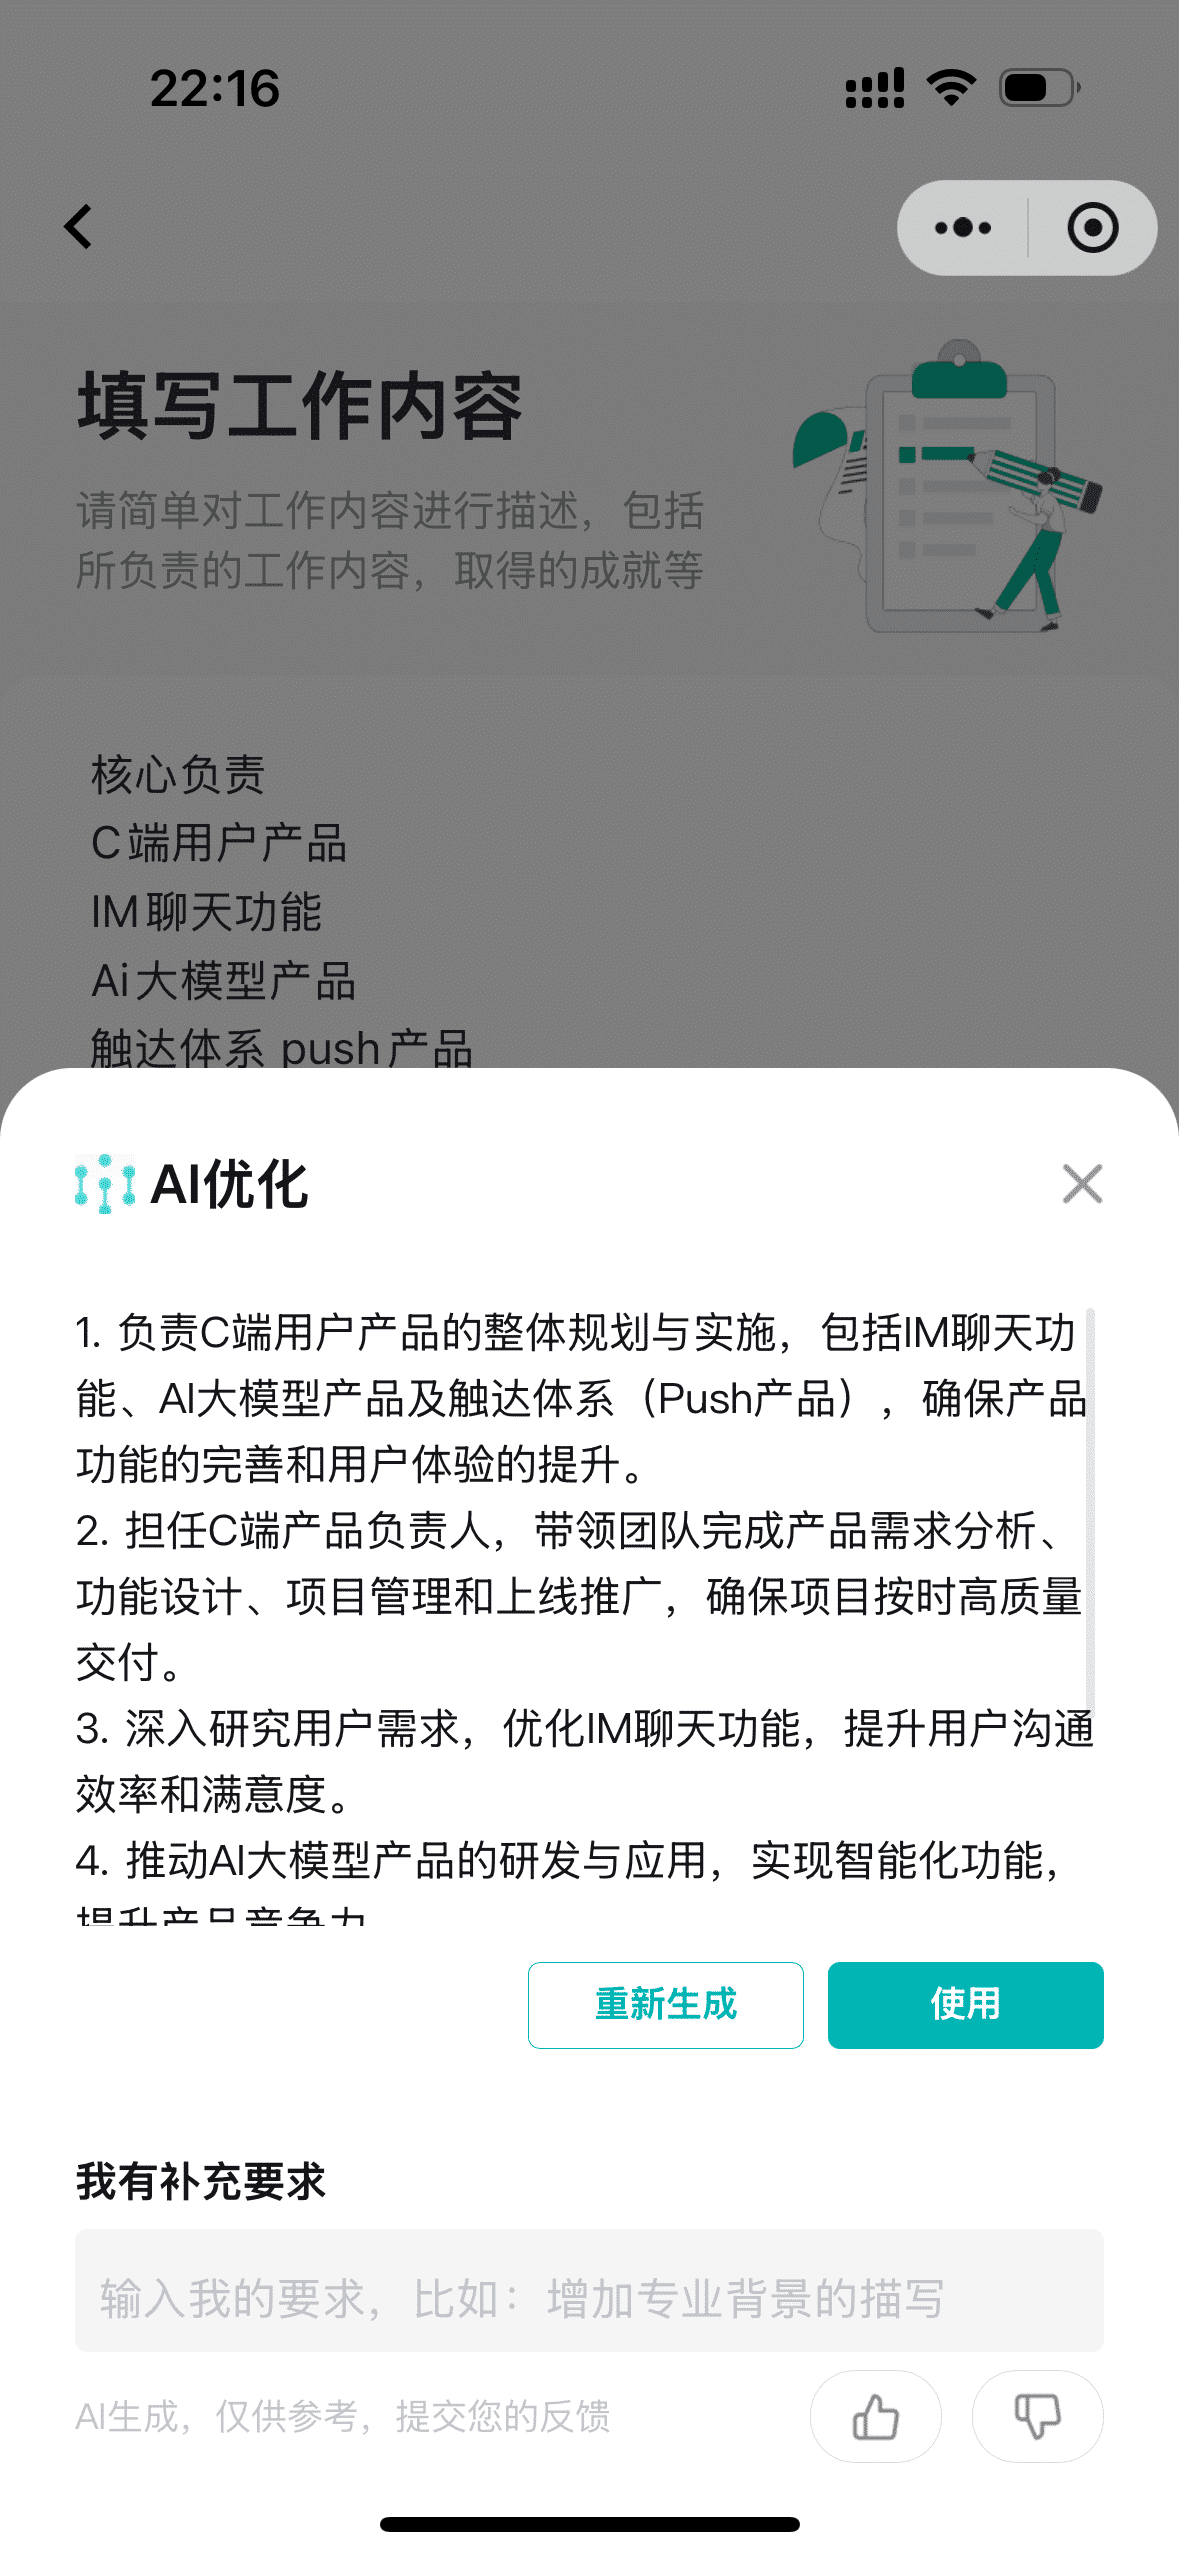 22:16
填写工作内容
请简单对工作内容进行描述，包括
所负责的工作内容，取得的成就等
核心负责
C端用户产品
IM聊天功能
Ai大模型产品
触达体系 push产品
AI优化
1. 负责C端用户产品的整体规划与实施，包括IM聊天功
能、AI大模型产品及触达体系（Push产品），确保产品
功能的完善和用户体验的提升。
2. 担任C端产品负责人，带领团队完成产品需求分析、
功能设计、项目管理和上线推广，确保项目按时高质量
交付。
3. 深入研究用户需求，优化IM聊天功能，提升用户沟通
效率和满意度。
4. 推动AI大模型产品的研发与应用，实现智能化功能，
提升产品竞争力
重新生成
使用
我有补充要求
输入我的要求，比如：增加专业背景的描写
AI生成，仅供参考，提交您的反馈